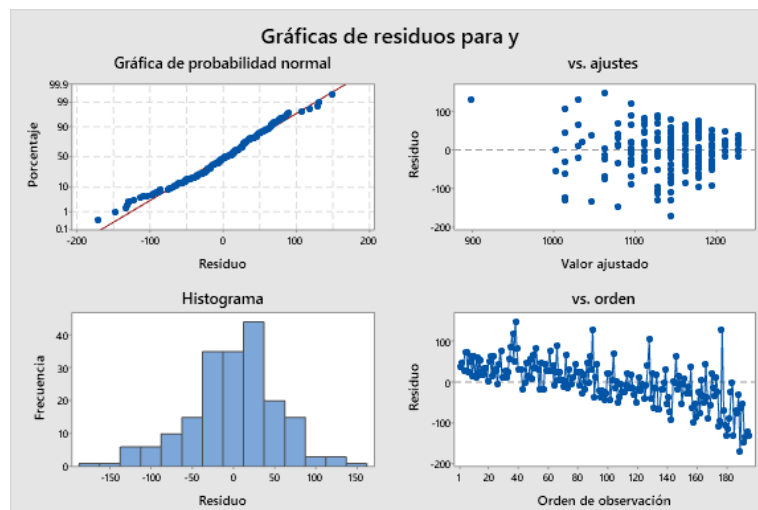 Gráficas de residuos para y
Gráfica de probabilidad normal
99.9
99
90
50
10
1
0.1
Porcentaje
-200 -100 0 100 200
Residuo
vs. ajustes
100
0
-100
-200
Residuo
900 1000 1100 1200
Valor ajustado
Histograma
40
30
20
10
0
Frecuencia
-150 -100 -50 0 50 100 150
Residuo
vs. orden
100
0
-100
-200
Residuo
1 20 40 60 80 100 120 140 160 180
Orden de observación